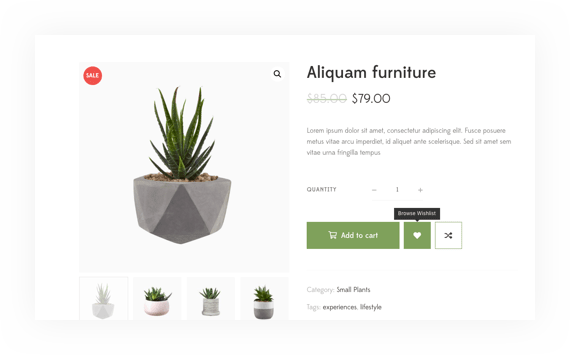 SALE
Aliquam furniture
$85.00 $79.00
Lorem ipsum dolor sit amet, consectetur adipiscing elit. Fusce posuere
metus vitae arcu imperdiet, id aliquet ante scelerisque. Sed sit amet sem
vitae urna fringilla tempus
QUANTITY − 1 +
Browse Wishlist
Add to cart
Category: Small Plants
Tags: experiences, lifestyle